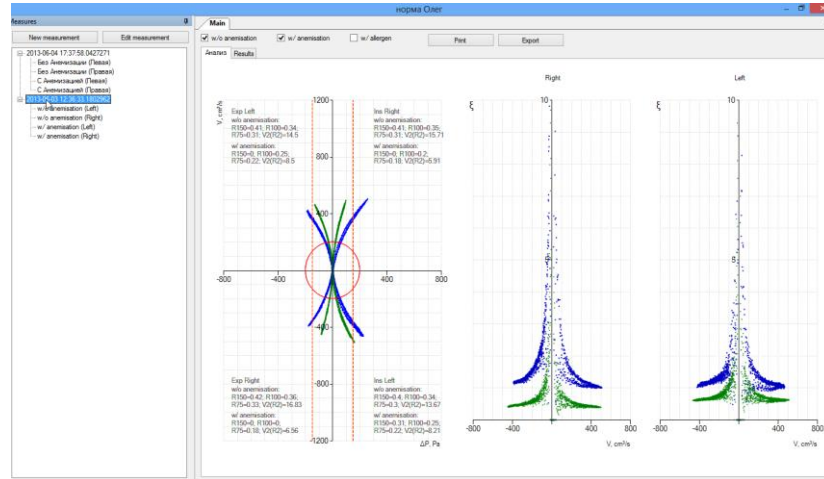 норма Олег
Measures
New measurement
Edit measurement
2013-06-04 17:37:58.0427271
Без Анемизации (Левая)
Без Анемизации (Правая)
С Анемизацией (Левая)
С Анемизацией (Правая)
w/o anemisation (Right)
w/ anemisation (Left)
w/ anemisation (Right)
Main
w/o anemisation
w/ anemisation
w/ allergen
Print
Export
Анализ
Results
V, cm³/s
1200
800
400
-800
-400
400
800
-400
-800
-1200
ΔP, Pa
Exp Left
w/o anemisation:
R150=0.41; R100=0.34;
R75=0.31; V2(R2)=14.5
w/ anemisation:
R150=0; R100=0.25;
R75=0.22; V2(R2)=8.5
Ins Right
w/o anemisation:
R150=0.41; R100=0.35;
R75=0.31; V2(R2)=15.71
w/ anemisation:
R150=0; R100=0.2;
R75=0.18; V2(R2)=5.91
Exp Right
w/o anemisation:
R150=0.42; R100=0.36;
R75=0.33; V2(R2)=16.83
w/ anemisation:
R150=0; R100=0;
R75=0.18; V2(R2)=6.56
Ins Left
w/o anemisation:
R150=0.4; R100=0.34;
R75=0.3; V2(R2)=13.67
w/ anemisation:
R150=0.31; R100=0.25;
R75=0.22; V2(R2)=8.21
Right
ξ
10
5
-800
-400
400
800
V, cm³/s
Left
ξ
10
5
-800
-400
400
800
V, cm³/s